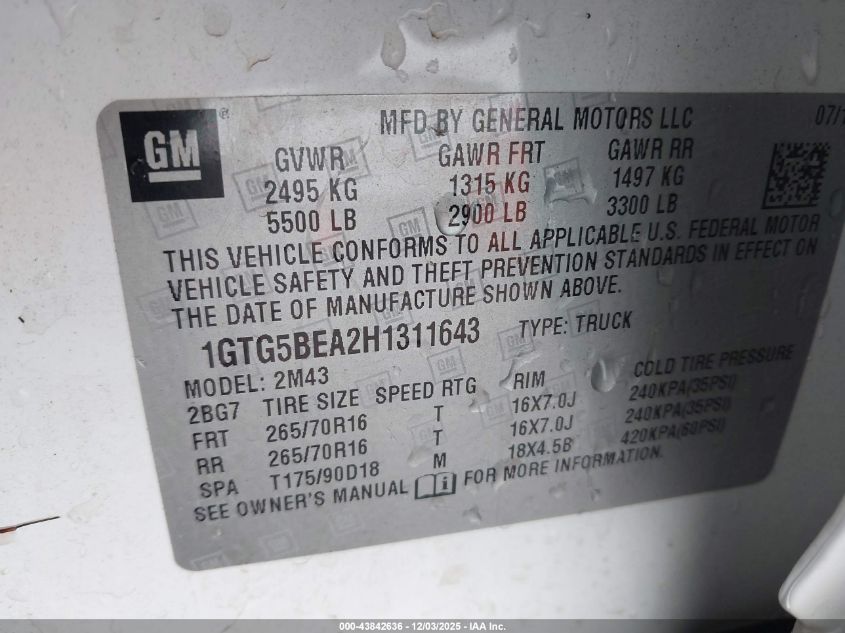 GM®
MFD BY GENERAL MOTORS LLC
07/1
GVWR
GAWR FRT
GAWR RR
2495 KG
1315 KG
1497 KG
5500 LB
2900 LB
3300 LB
THIS VEHICLE CONFORMS TO ALL APPLICABLE U.S. FEDERAL MOTOR
VEHICLE SAFETY AND THEFT PREVENTION STANDARDS IN EFFECT ON
THE DATE OF MANUFACTURE SHOWN ABOVE.
1GTG5BEA2H1311643 TYPE: TRUCK
MODEL: 2M43
2BG7 TIRE SIZE SPEED RTG RIM COLD TIRE PRESSURE
FRT 265/70R16 T 16X7.0J 240KPA(35PSI)
RR 265/70R16 T 16X7.0J 240KPA(35PSI)
SPA T175/90D18 M 18X4.5B 420KPA(60PSI)
SEE OWNER'S MANUAL i FOR MORE INFORMATION.
000-43842636 - 12/03/2025 - IAA Inc.